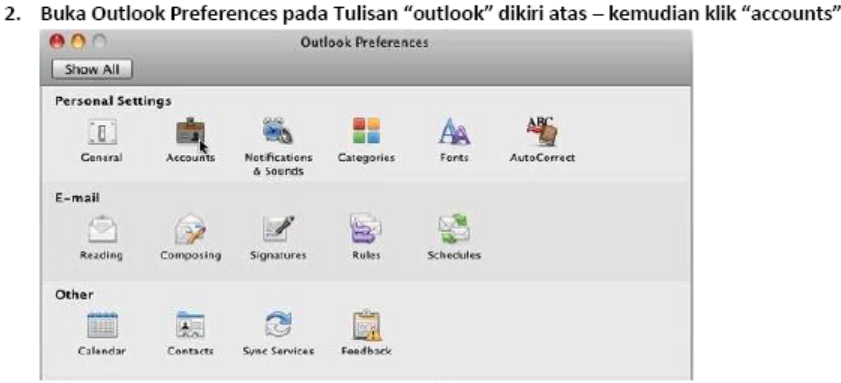 2. Buka Outlook Preferences pada Tulisan “outlook” dikiri atas – kemudian klik “accounts”
Outlook Preferences
Show All
Personal Settings
General Accounts Notifications & Sounds Categories Fonts AutoCorrect
E-mail
Reading Composing Signatures Rules Schedules
Other
Calendar Contacts Sync Services Feedback